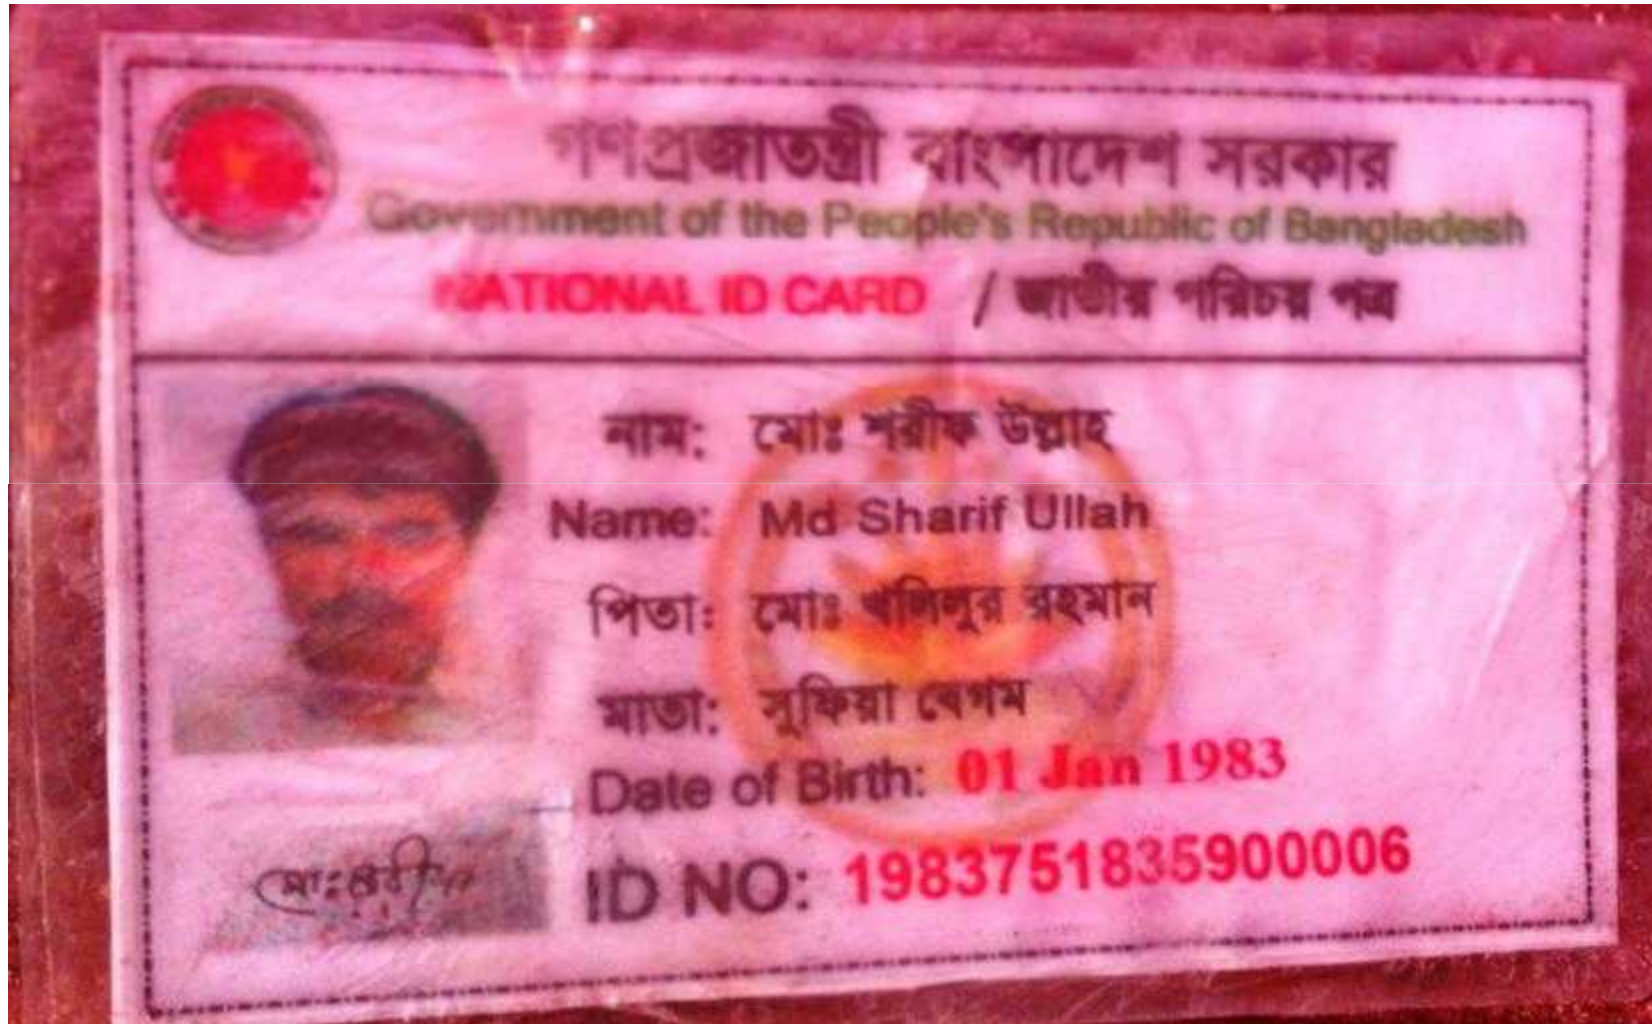 গণপ্রজাতন্ত্রী বাংলাদেশ সরকার
Government of the People's Republic of Bangladesh
NATIONAL ID CARD / জাতীয় পরিচয় পত্র
নাম: মোঃ শরীফ উল্লাহ
Name: Md Sharif Ullah
পিতা: মোঃ খলিলুর রহমান
মাতা: সুফিয়া বেগম
Date of Birth: 01 Jan 1983
ID NO: 19837518835900006